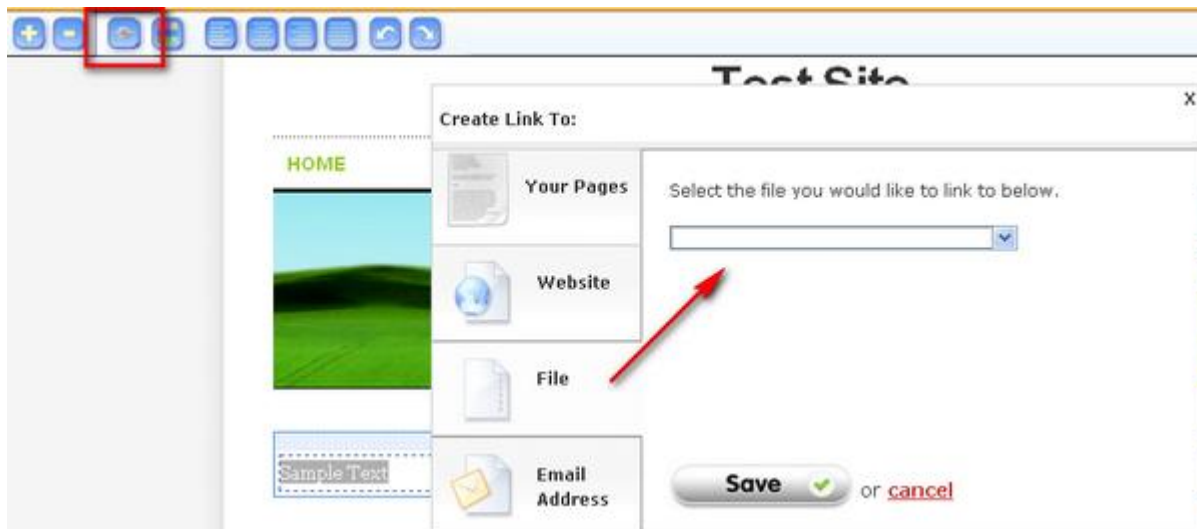 Test Site
Create Link To:
X
HOME
Your Pages
Select the file you would like to link to below.
Website
File
Sample Text
Email
Address
Save or cancel